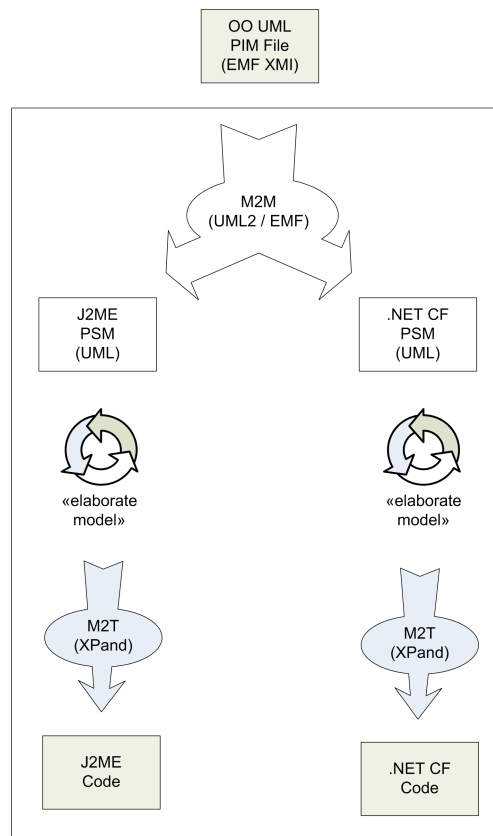 OO UML
PIM File
(EMF XMI)
M2M
(UML2 / EMF)
J2ME
PSM
(UML)
.NET CF
PSM
(UML)
«elaborate
model»
«elaborate
model»
M2T
(XPand)
M2T
(XPand)
J2ME
Code
.NET CF
Code